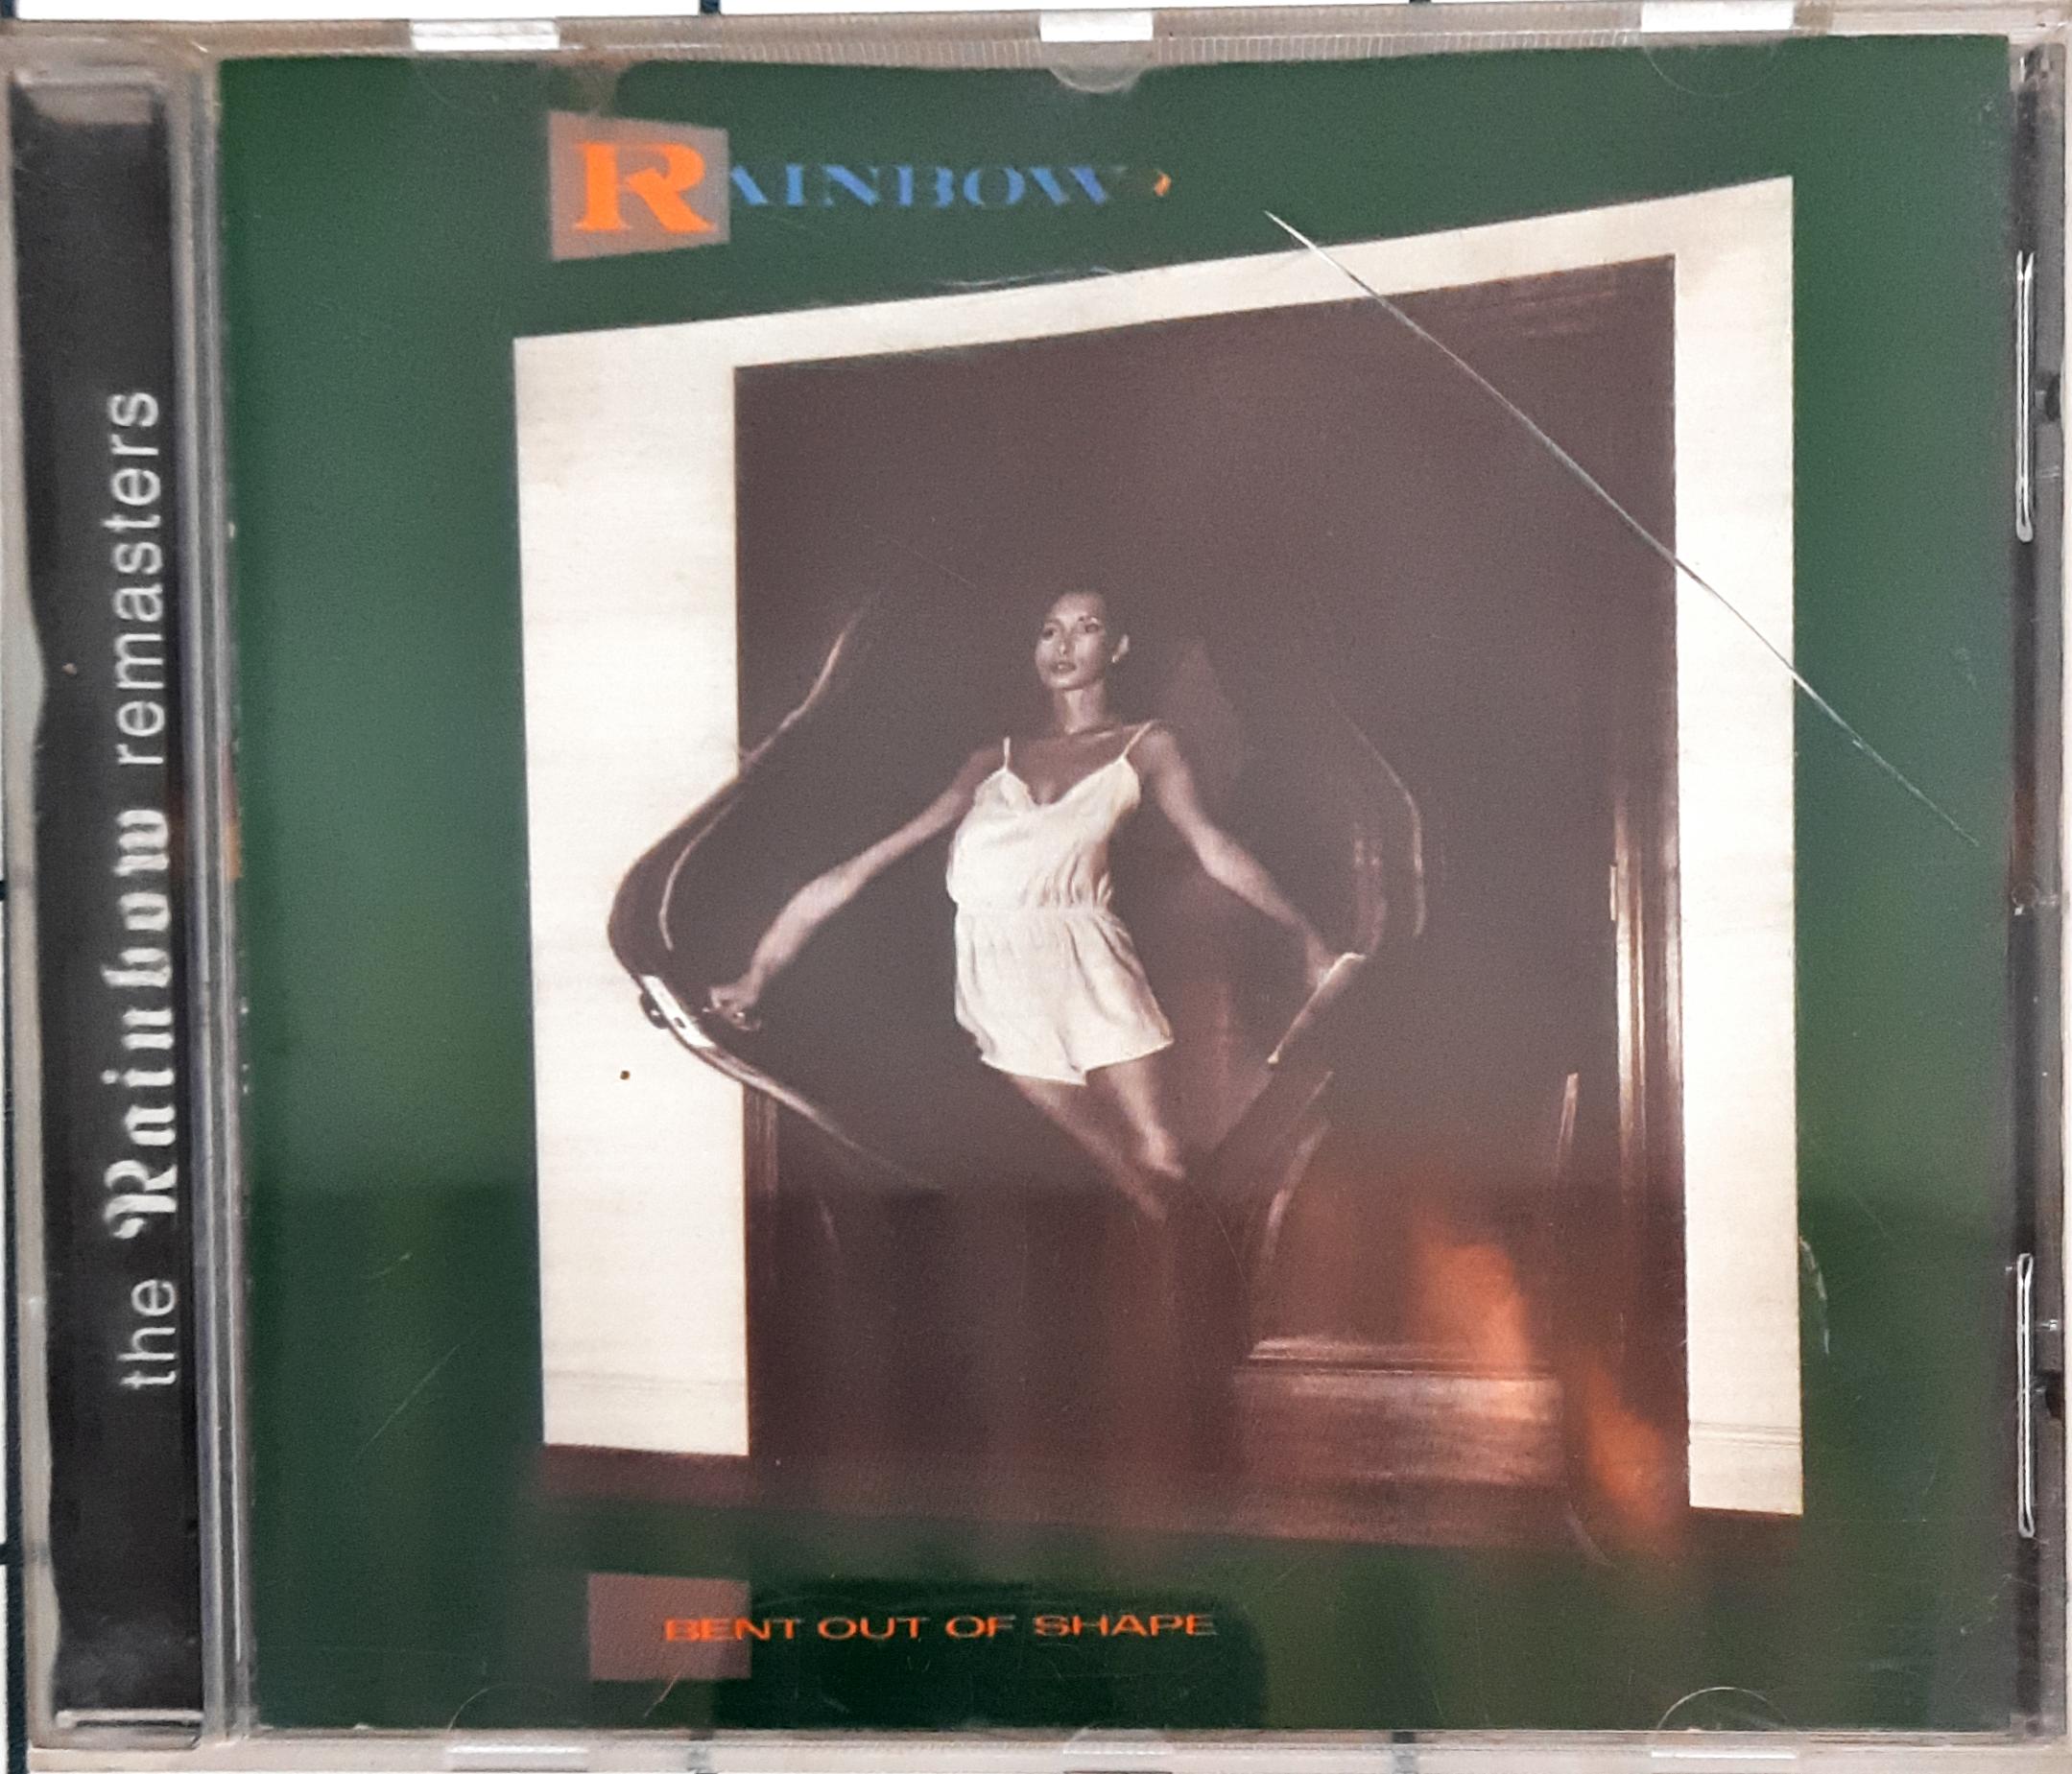 the Rainbow remasters
RAINBOW
BENT OUT OF SHAPE